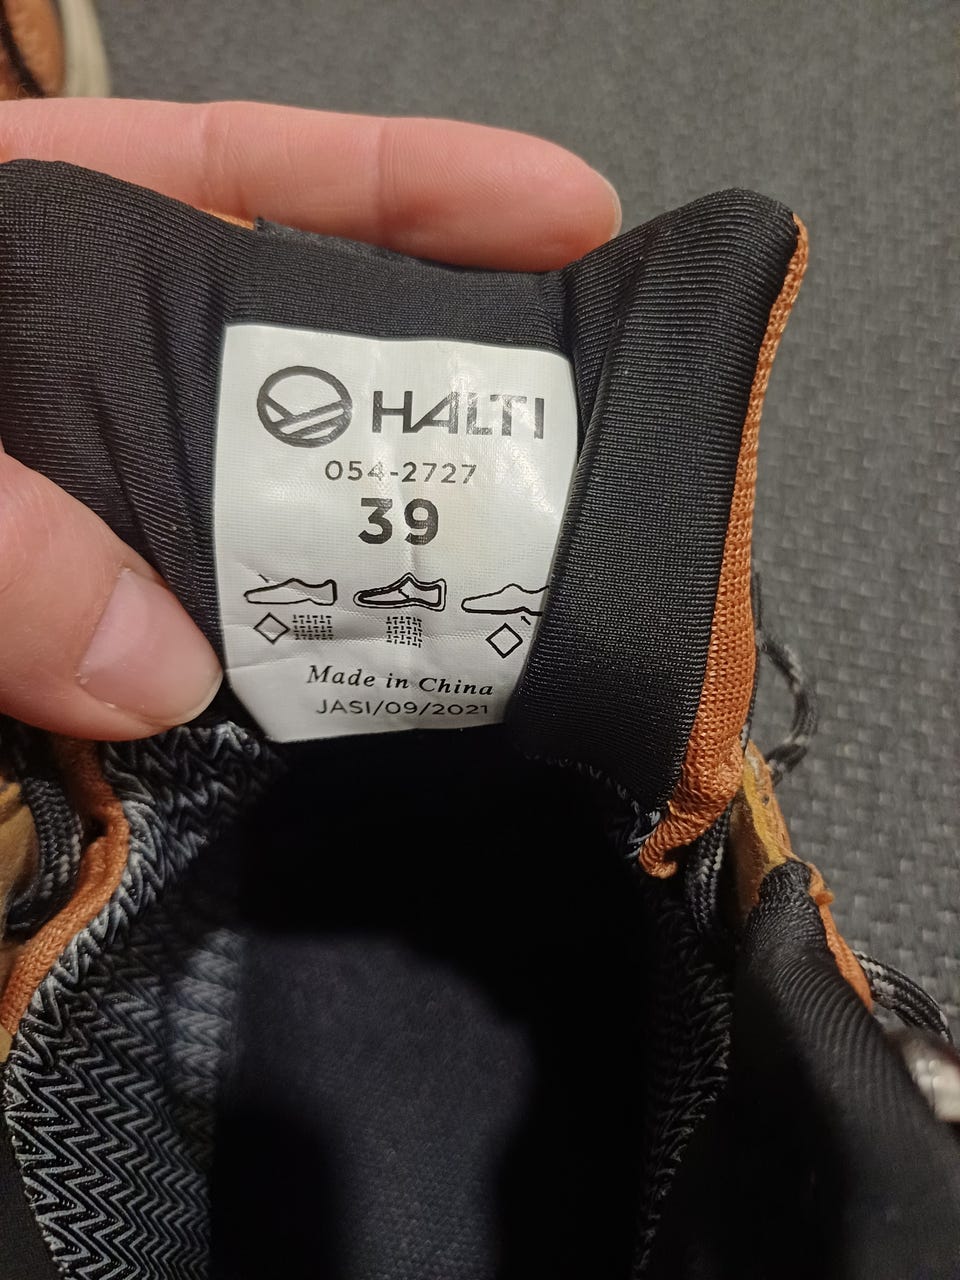 HALTI
054-2727
39
Made in China
JASI/09/2021